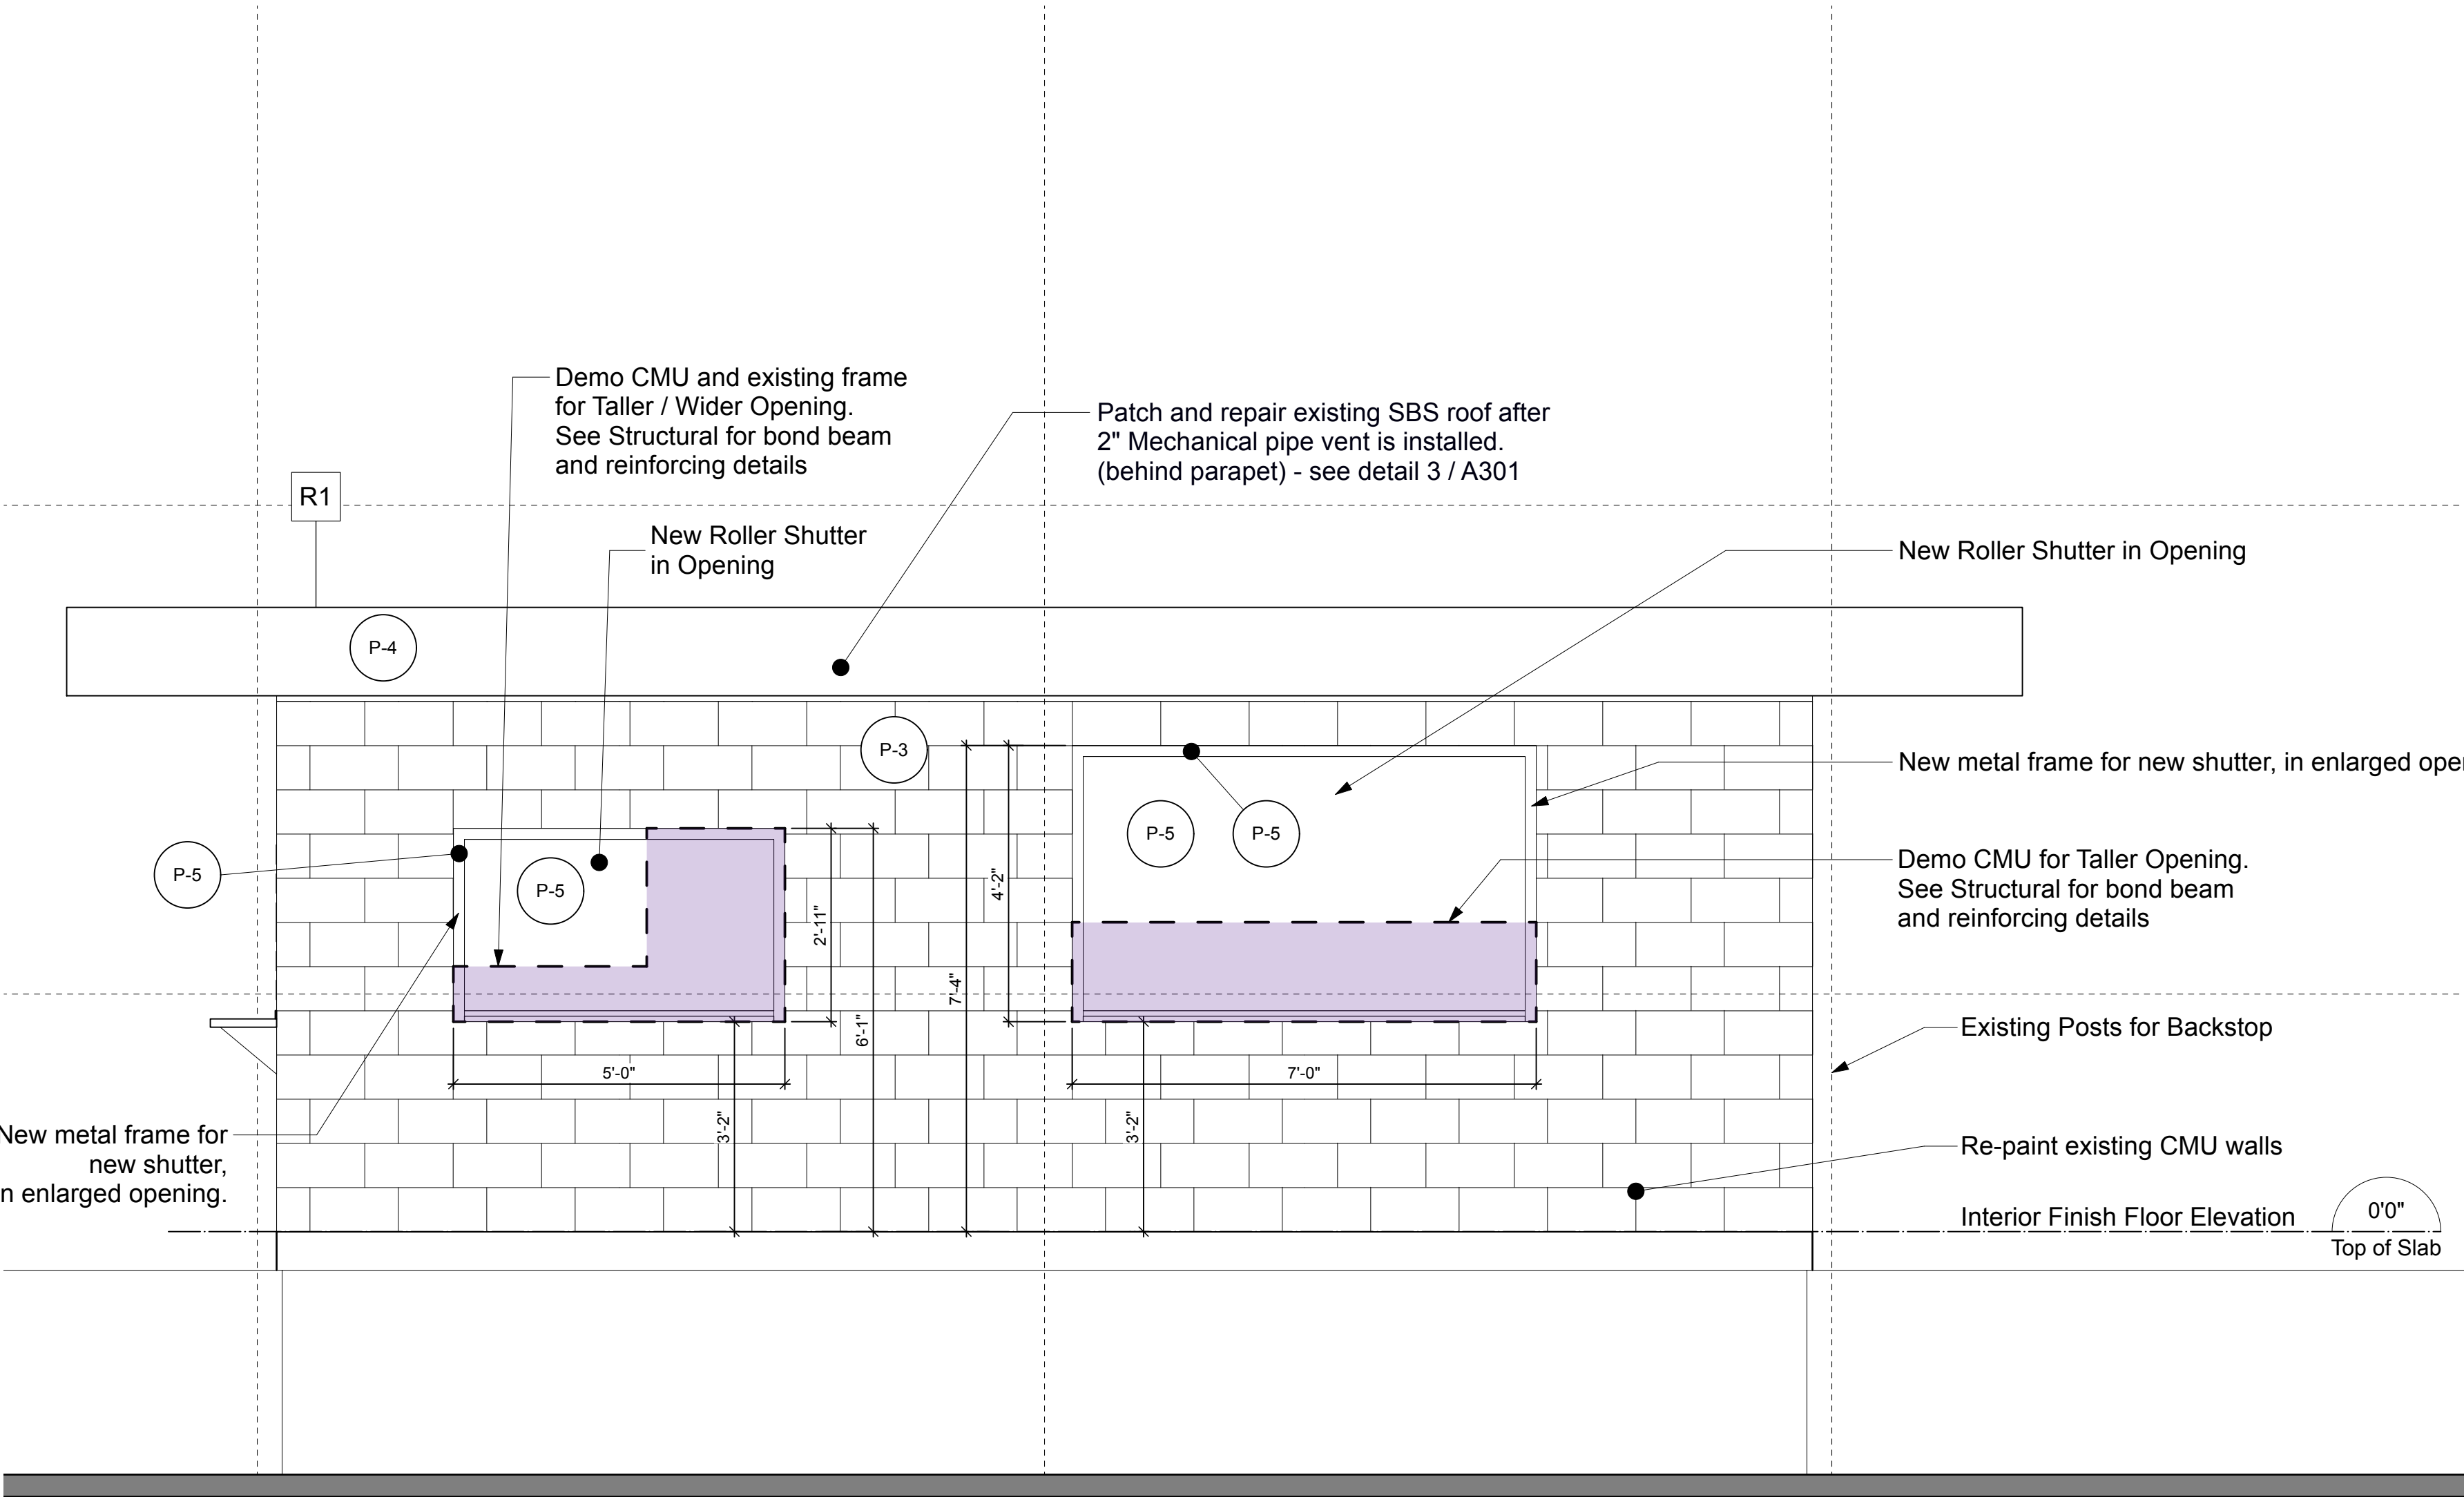 Demo CMU and existing frame
for Taller / Wider Opening.
See Structural for bond beam
and reinforcing details
Patch and repair existing SBS roof after
2" Mechanical pipe vent is installed.
(behind parapet) - see detail 3 / A301
R1
New Roller Shutter
in Opening
New Roller Shutter in Opening
P-4
P-3
New metal frame for new shutter, in enlarged
P-5
P-5
P-5
P-5
4'-2"
2'-11"
Demo CMU for Taller Opening.
See Structural for bond beam
and reinforcing details
7'-4"
6'-1"
Existing Posts for Backstop
5'-0"
7'-0"
3'-2"
3'-2"
New metal frame for
new shutter,
enlarged opening.
Re-paint existing CMU walls
Interior Finish Floor Elevation
0'0"
Top of Slab